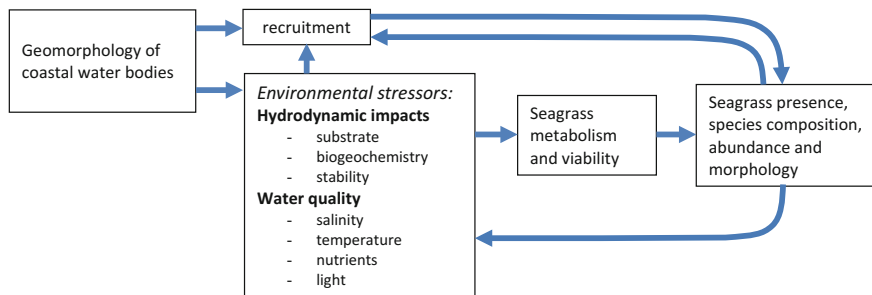 Geomorphology of
coastal water bodies
recruitment
Environmental stressors:
Hydrodynamic impacts
- substrate
- biogeochemistry
- stability
Water quality
- salinity
- temperature
- nutrients
- light
Seagrass
metabolism
and viability
Seagrass presence,
species composition,
abundance and
morphology